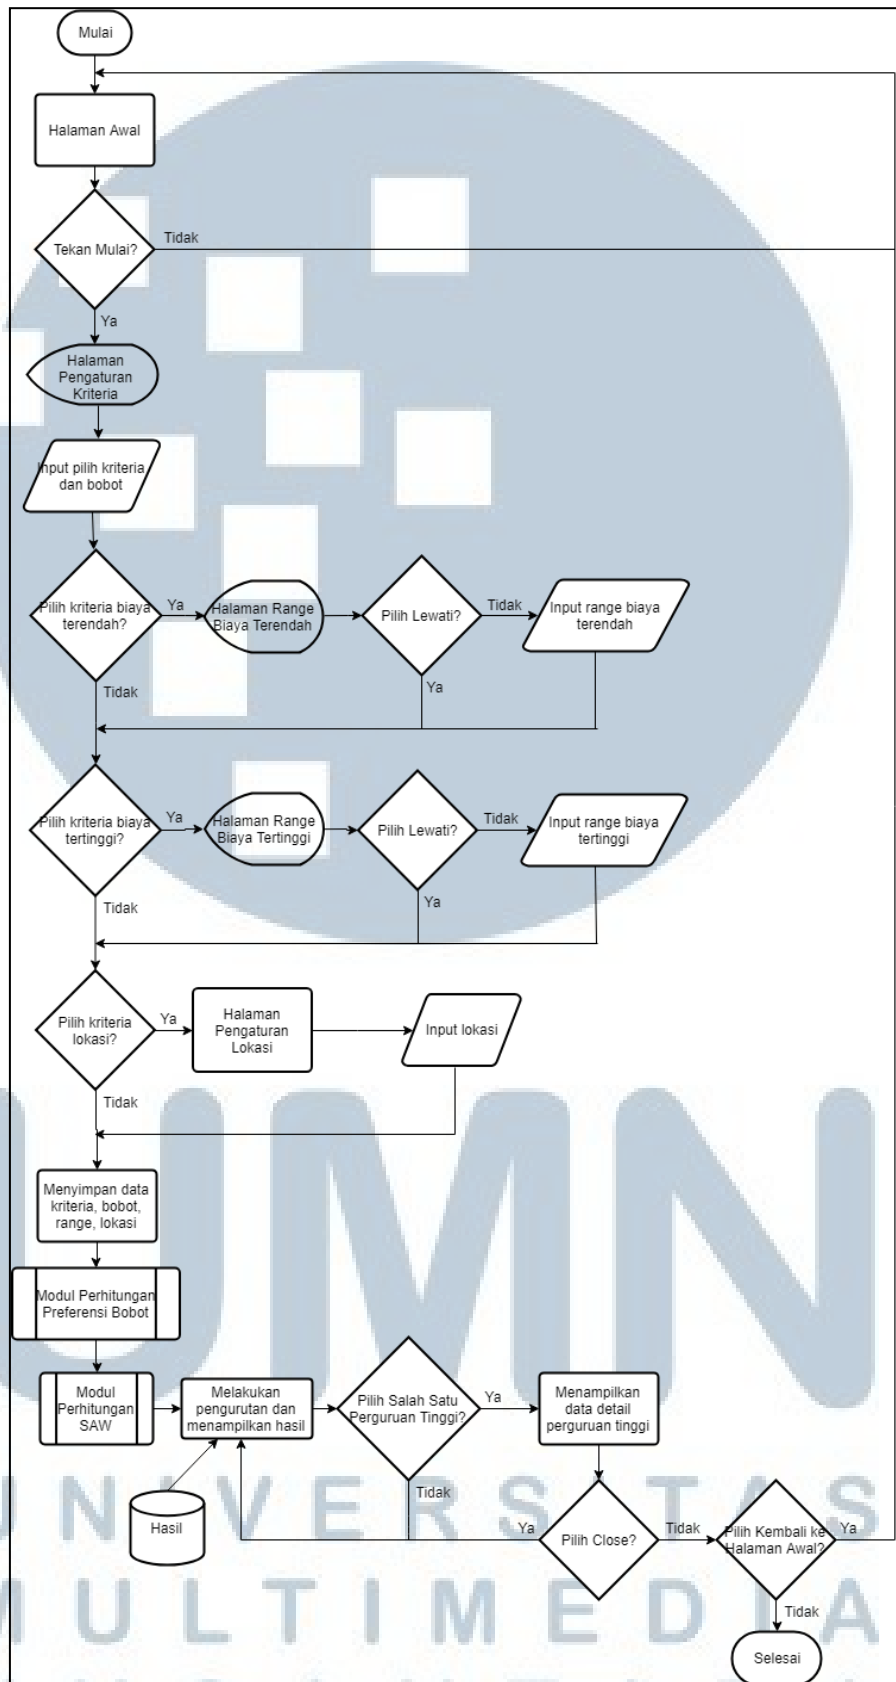 Mulai
Halaman Awal
Tekan Mulai?
Tidak
Ya
Halaman
Pengaturan
Kriteria
Input pilih kriteria
dan bobot
Pilih kriteria biaya
terendah?
Ya
Halaman Range
Biaya Terendah
Pilih Lewati?
Tidak
Input range biaya
terendah
Ya
Tidak
Pilih kriteria biaya
tertinggi?
Ya
Halaman Range
Biaya Tertinggi
Pilih Lewati?
Tidak
Input range biaya
tertinggi
Ya
Tidak
Pilih kriteria
lokasi?
Ya
Halaman
Pengaturan
Lokasi
Input lokasi
Tidak
Menyimpan data
kriteria, bobot,
range, lokasi
Modul Perhitungan
Preferensi Bobot
Modul
Perhitungan
SAW
Melakukan
pengurutan dan
menampilkan hasil
Pilih Salah Satu
Perguruan Tinggi?
Ya
Menampilkan
data detail
perguruan tinggi
Tidak
Hasil
Ya
Pilih Close?
Tidak
Pilih Kembali ke
Halaman Awal?
Ya
Tidak
Selesai
UMN
UNIVERSITAS
MULTIMEDIA